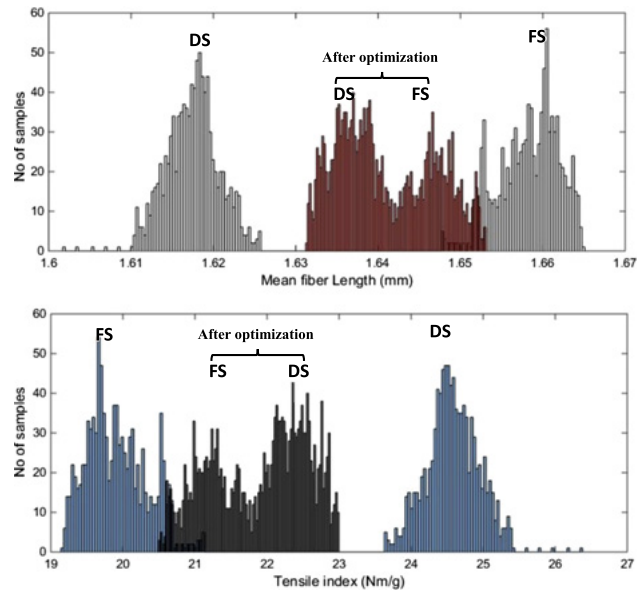 60
50
40
30
20
10
0
No of samples
DS
After optimization
DS
FS
FS
1.6
1.61
1.62
1.63
1.64
1.65
1.66
1.67
Mean fiber Length (mm)
60
50
40
30
20
10
0
No of samples
FS
After optimization
FS
DS
DS
19
20
21
22
23
24
25
26
27
Tensile index (Nm/g)